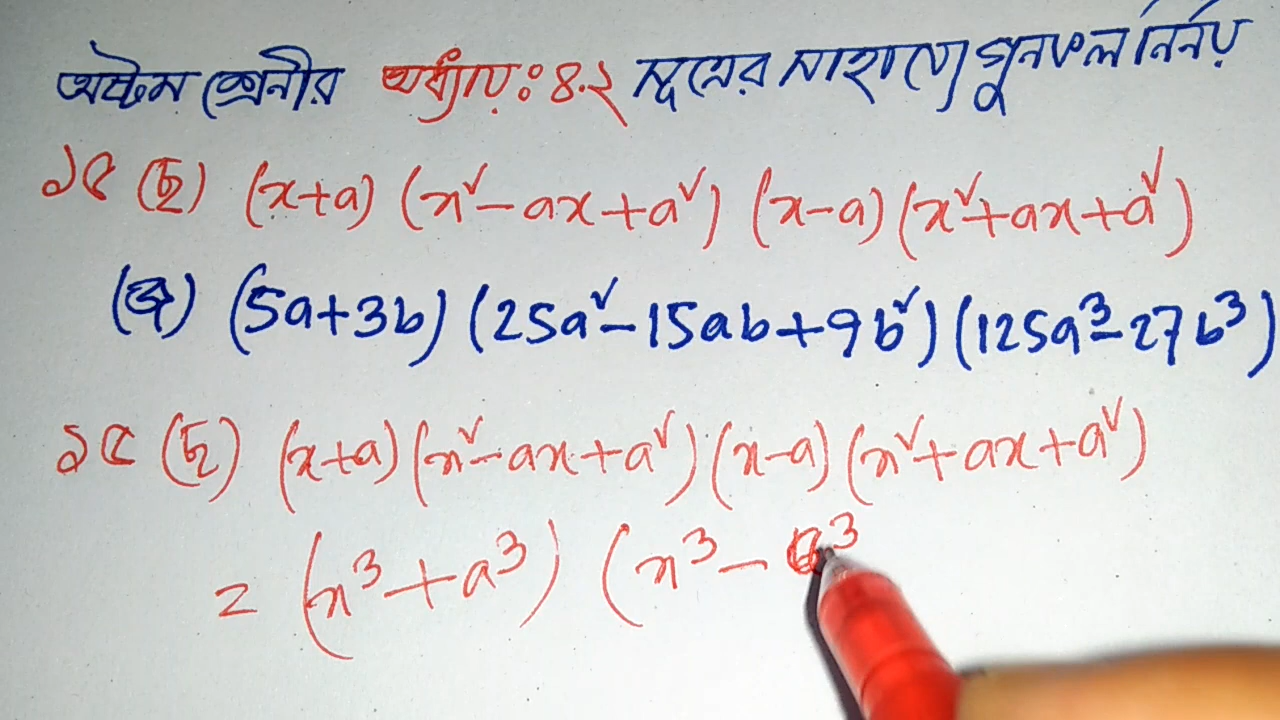 অষ্টম শ্রেনীর অধ্যায়ঃ ৪.২ সূত্রের সাহায্যে গুনফল নির্নয়
১৫ (চ) (x+a) (x² - ax + a²) (x-a) (x² + ax + a²)
(ছ) (5a+3b) (25a² - 15ab + 9b²) (125a³ - 27b³)
১৫ (চ) (x+a) (x² - ax + a²) (x-a) (x² + ax + a²)
= (x³ + a³) (x³ - a³